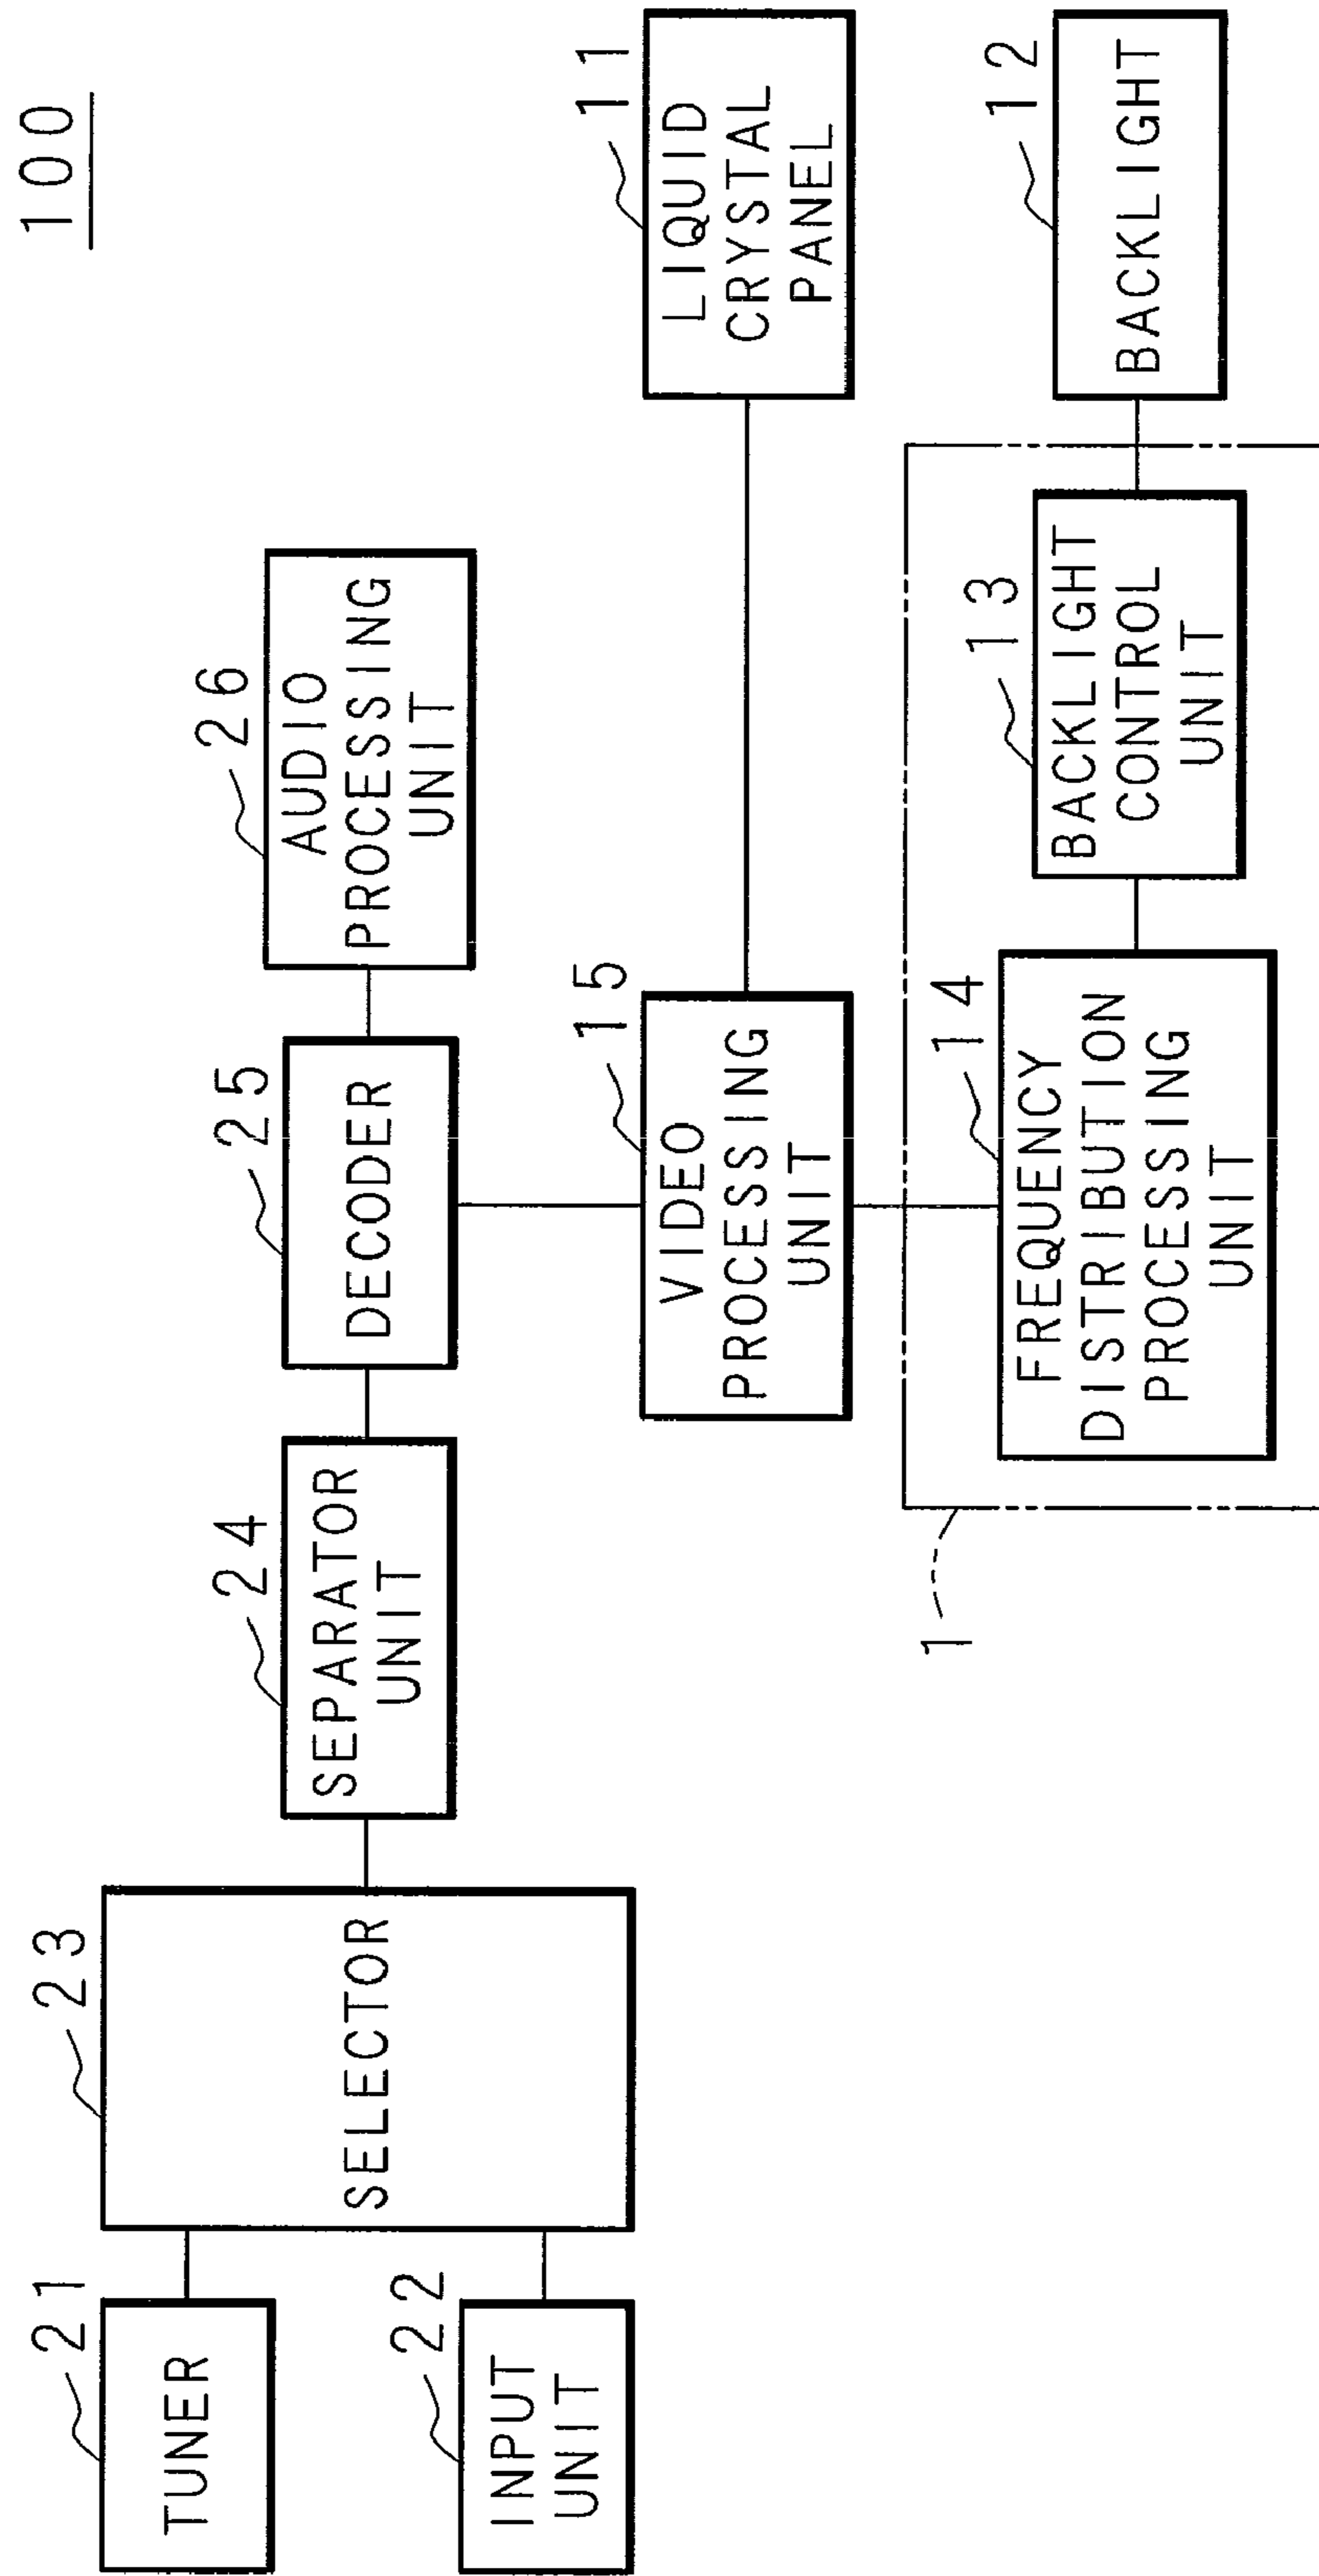 100
21
TUNER
22
INPUT
UNIT
23
SELECTOR
24
SEPARATOR
UNIT
25
DECODER
26
AUDIO
PROCESSING
UNIT
15
VIDEO
PROCESSING
UNIT
11
LIQUID
CRYSTAL
PANEL
1
14
FREQUENCY
DISTRIBUTION
PROCESSING
UNIT
13
BACKLIGHT
CONTROL
UNIT
12
BACKLIGHT